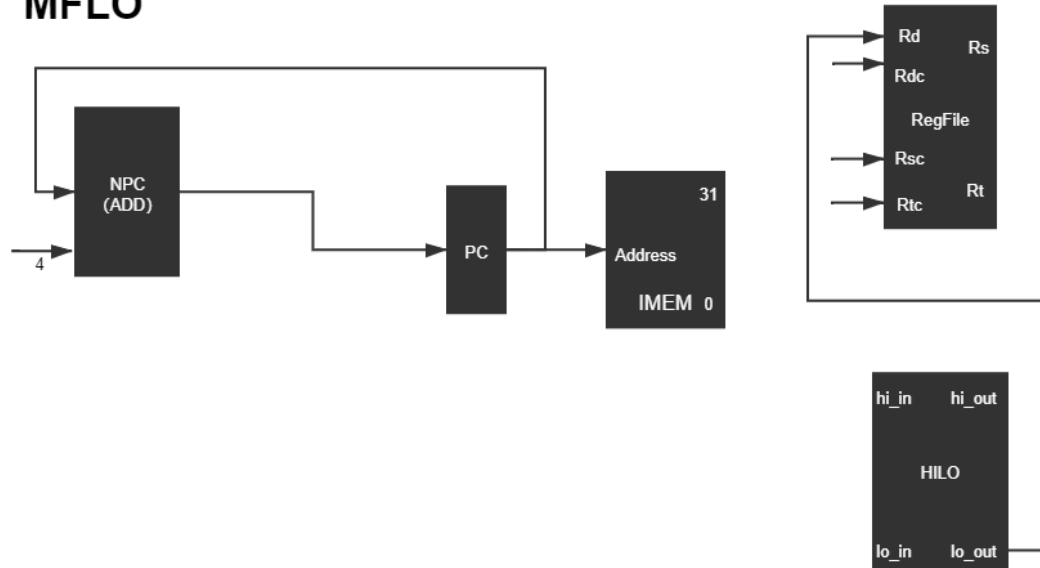 MFLO
NPC
(ADD)
4
PC
31
Address
IMEM 0
Rd
Rs
Rdc
RegFile
Rsc
Rt
Rtc
hi_in hi_out
HILO
lo_in lo_out